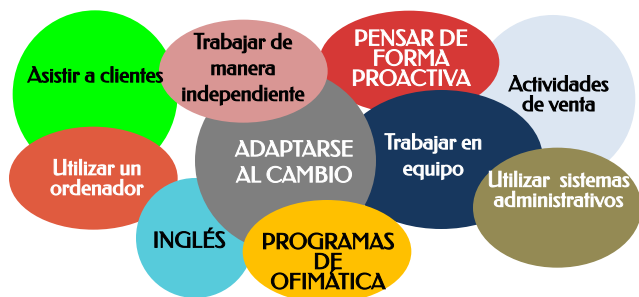 Asistir a clientes
Trabajar de
manera
independiente
PENSAR DE
FORMA
PROACTIVA
Actividades
de venta
Utilizar un
ordenador
ADAPTARSE
AL CAMBIO
Trabajar en
equipo
Utilizar sistemas
administrativos
INGLÉS
PROGRAMAS
DE
OFIMÁTICA